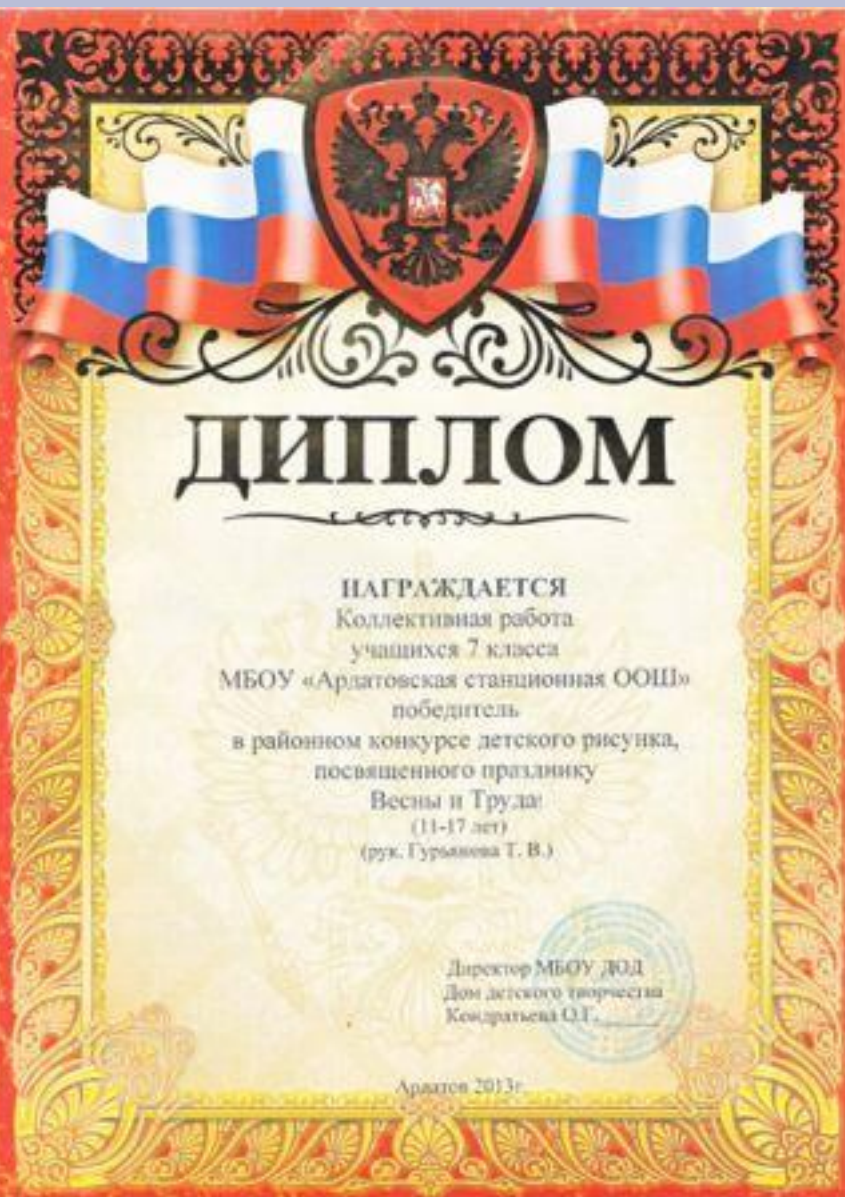 ДИПЛОМ
НАГРАЖДАЕТСЯ
Коллективная работа
учащихся 7 класса
МБОУ «Ардатовская станционная ООШ»
победитель
в районном конкурсе детского рисунка,
посвященного празднику
Весны и Труда
(11-17 лет)
(рук. Гурьянова Т. В.)
Директор МБОУ ДОД
Дом детского творчества
Кондратьева О.Г.
Ардатов 2013г.